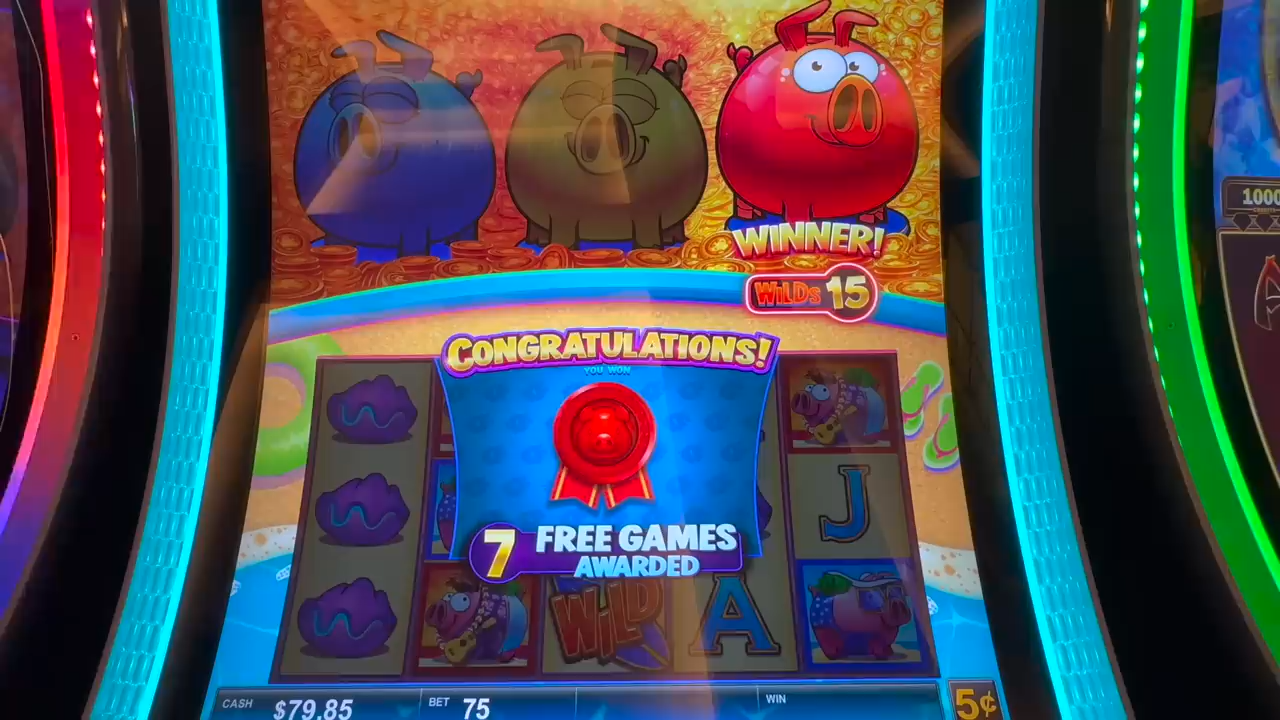 WINNER!
WILDS 15
1000
CONGRATULATIONS!
YOU WON
J
7 FREE GAMES
AWARDED
WILD
A
CASH $79.85 BET 75 WIN 5¢